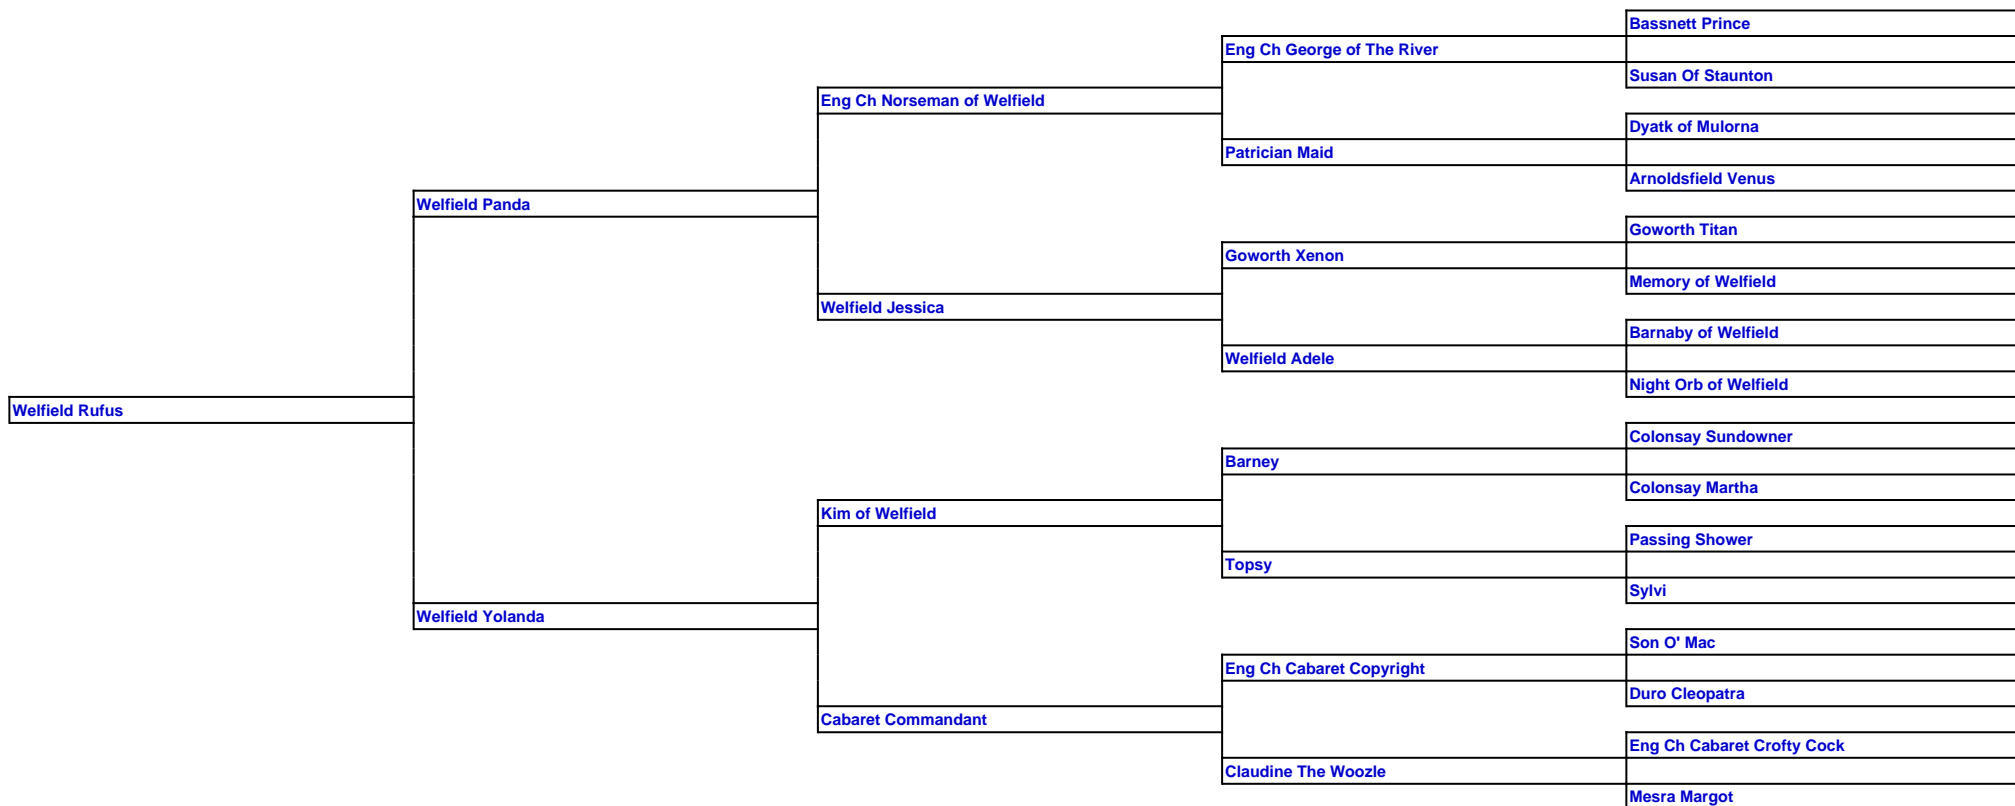 Bassnett Prince
Eng Ch George of The River
Susan Of Staunton
Eng Ch Norseman of Welfield
Dyatk of Mulorna
Patrician Maid
Arnoldsfield Venus
Welfield Panda
Goworth Titan
Goworth Xenon
Memory of Welfield
Welfield Jessica
Barnaby of Welfield
Welfield Adele
Night Orb of Welfield
Welfield Rufus
Colonsay Sundowner
Barney
Colonsay Martha
Kim of Welfield
Passing Shower
Topsy
Sylvi
Welfield Yolanda
Son O' Mac
Eng Ch Cabaret Copyright
Duro Cleopatra
Cabaret Commandant
Eng Ch Cabaret Crofty Cock
Claudine The Woozle
Mesra Margot